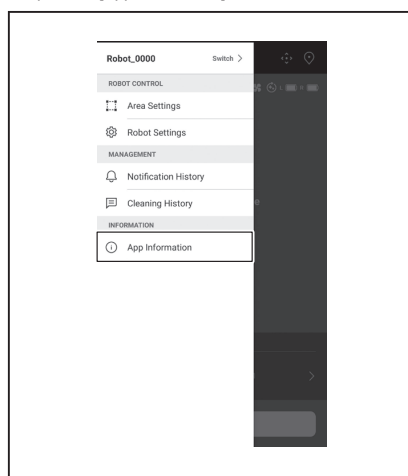 Robot_0000 Switch >
ROBOT CONTROL
Area Settings
Robot Settings
MANAGEMENT
Notification History
Cleaning History
INFORMATION
App Information